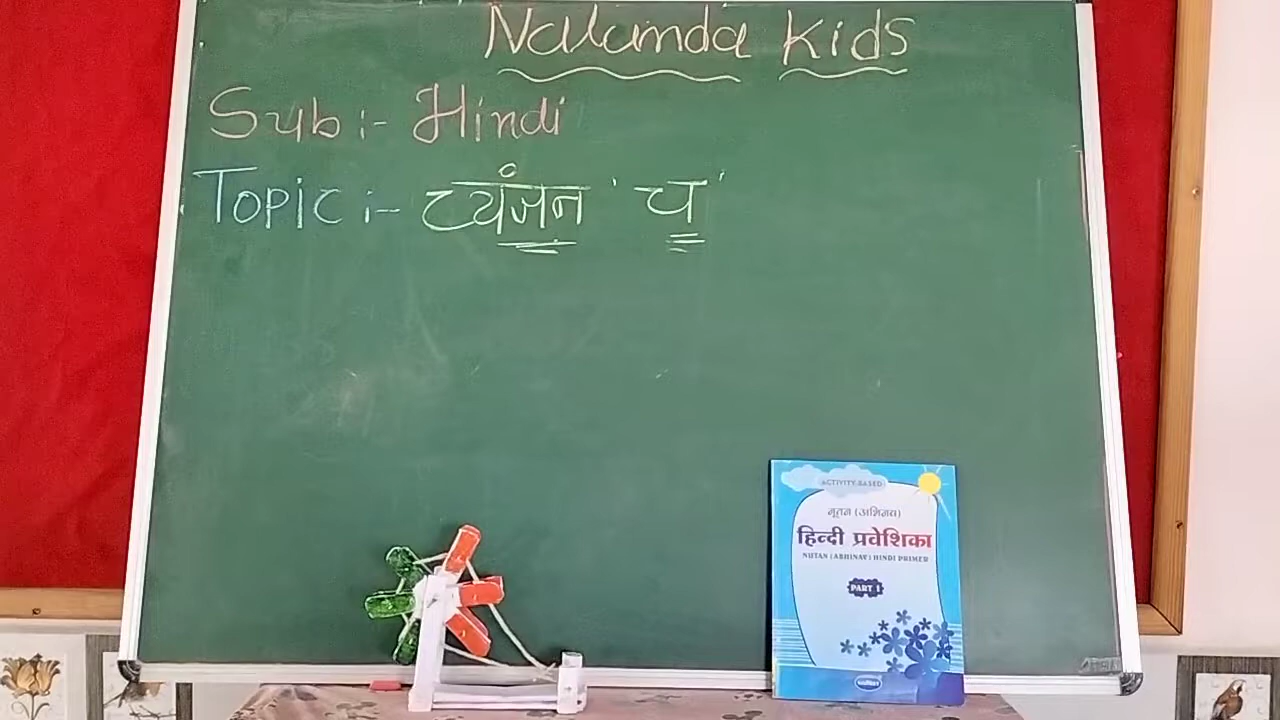 Nalanda Kids
Sub :- Hindi
Topic :- व्यंजन 'च'
ACTIVITY-BASED
नूतन (अभिनव)
हिन्दी प्रवेशिका
NUTAN (ABHINAV) HINDI PRIMER
PART 1